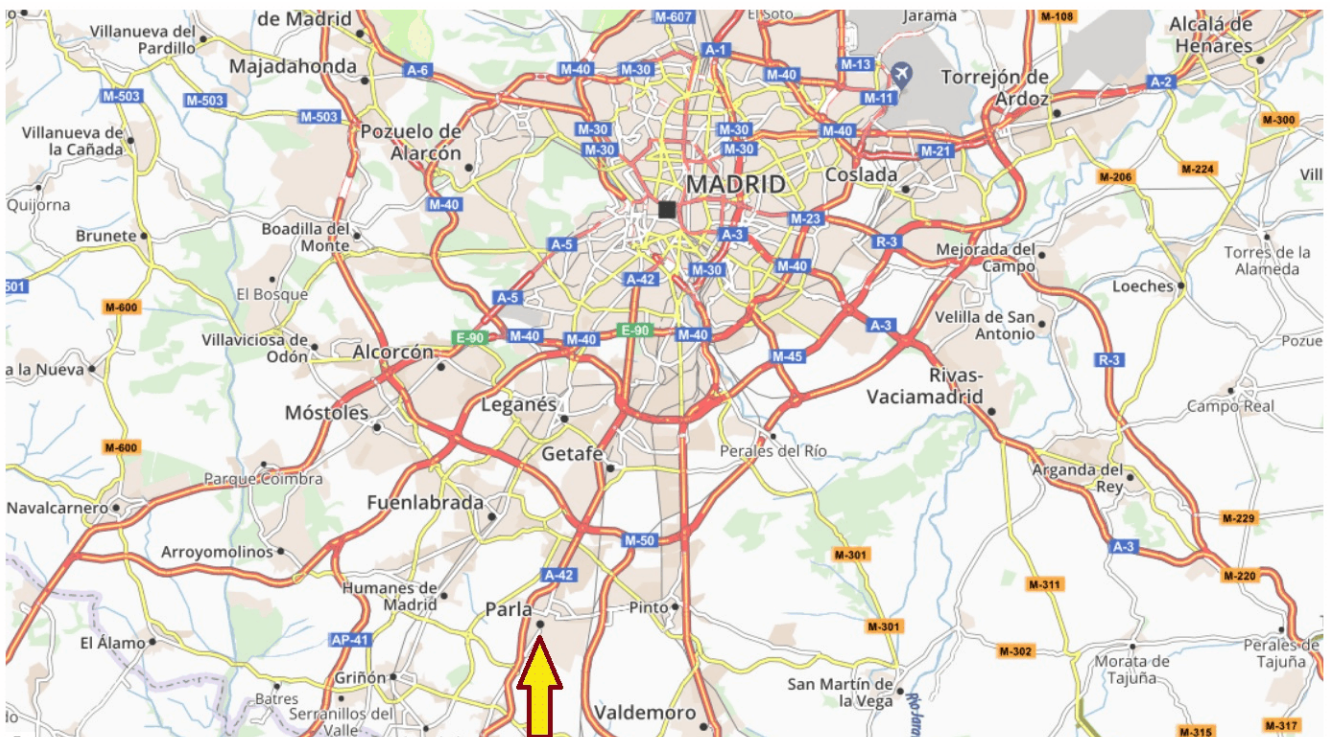 M-607
El Soto
Jarama
M-108
de Madrid
Alcalá de
Henares
Villanueva del
Pardillo
A-1
Majadahonda
A-6
M-40
M-30
M-40
M-13
Torrejón de
Ardoz
A-2
M-503
M-503
M-503
M-11
M-300
Villanueva de
la Cañada
Pozuelo de
Alarcón
M-30
M-30
M-30
M-30
M-40
M-21
M-224
M-206
Vill
MADRID
Coslada
Quijorna
M-40
M-23
Brunete
Boadilla del
Monte
A-5
A-3
R-3
Mejorada del
Campo
Torres de la
Alameda
M-30
M-40
501
El Bosque
A-42
Loeches
M-600
A-5
Velilla de San
Antonio
A-3
Villaviciosa de
Odón
E-90
M-40
M-40
E-90
M-40
Pozue
Alcorcón
M-45
R-3
a la Nueva
Rivas-
Vaciamadrid
Móstoles
Leganés
Campo Real
M-600
Getafe
Perales del Río
Parque Coimbra
Arganda del
Rey
Navalcarnero
Fuenlabrada
M-229
Arroyomolinos
M-50
M-301
A-3
A-42
M-311
M-220
Humanes de
Madrid
Parla
Pinto
El Álamo
AP-41
M-301
M-302
Perales de
Tajuña
Griñón
Morata de
Tajuña
Batres
San Martín de
la Vega
Serranillos del
Valle
Valdemoro
Río Jara
do
M-315
M-317